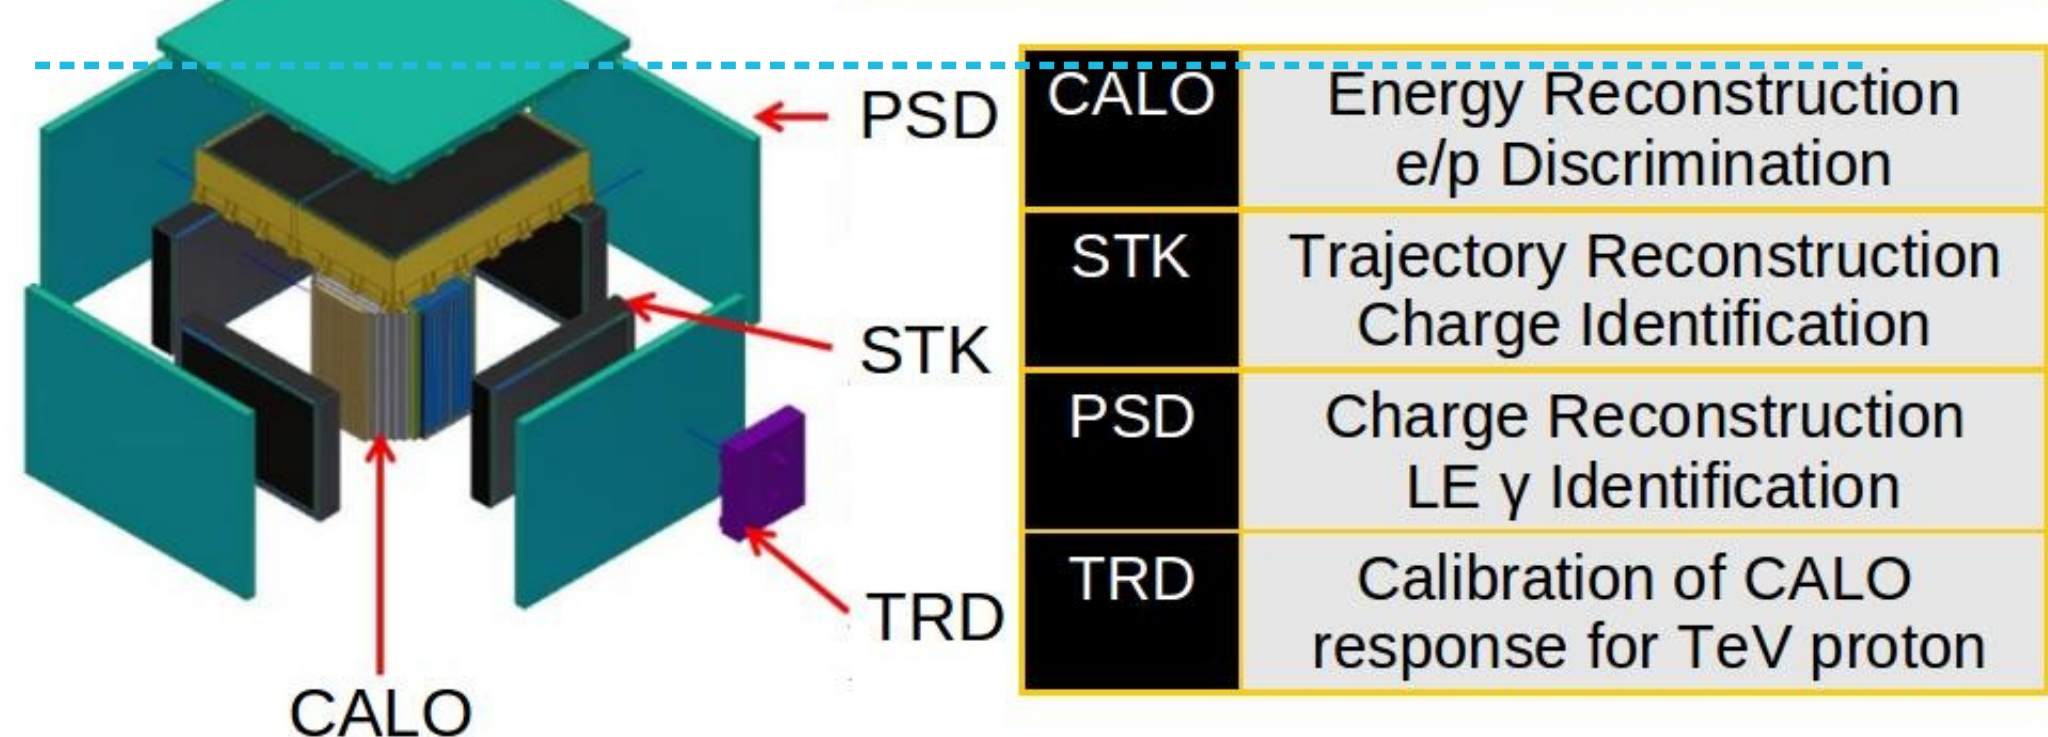 PSD
STK
TRD
CALO
CALO
Energy Reconstruction
e/p Discrimination
STK
Trajectory Reconstruction
Charge Identification
PSD
Charge Reconstruction
LE γ Identification
TRD
Calibration of CALO
response for TeV proton